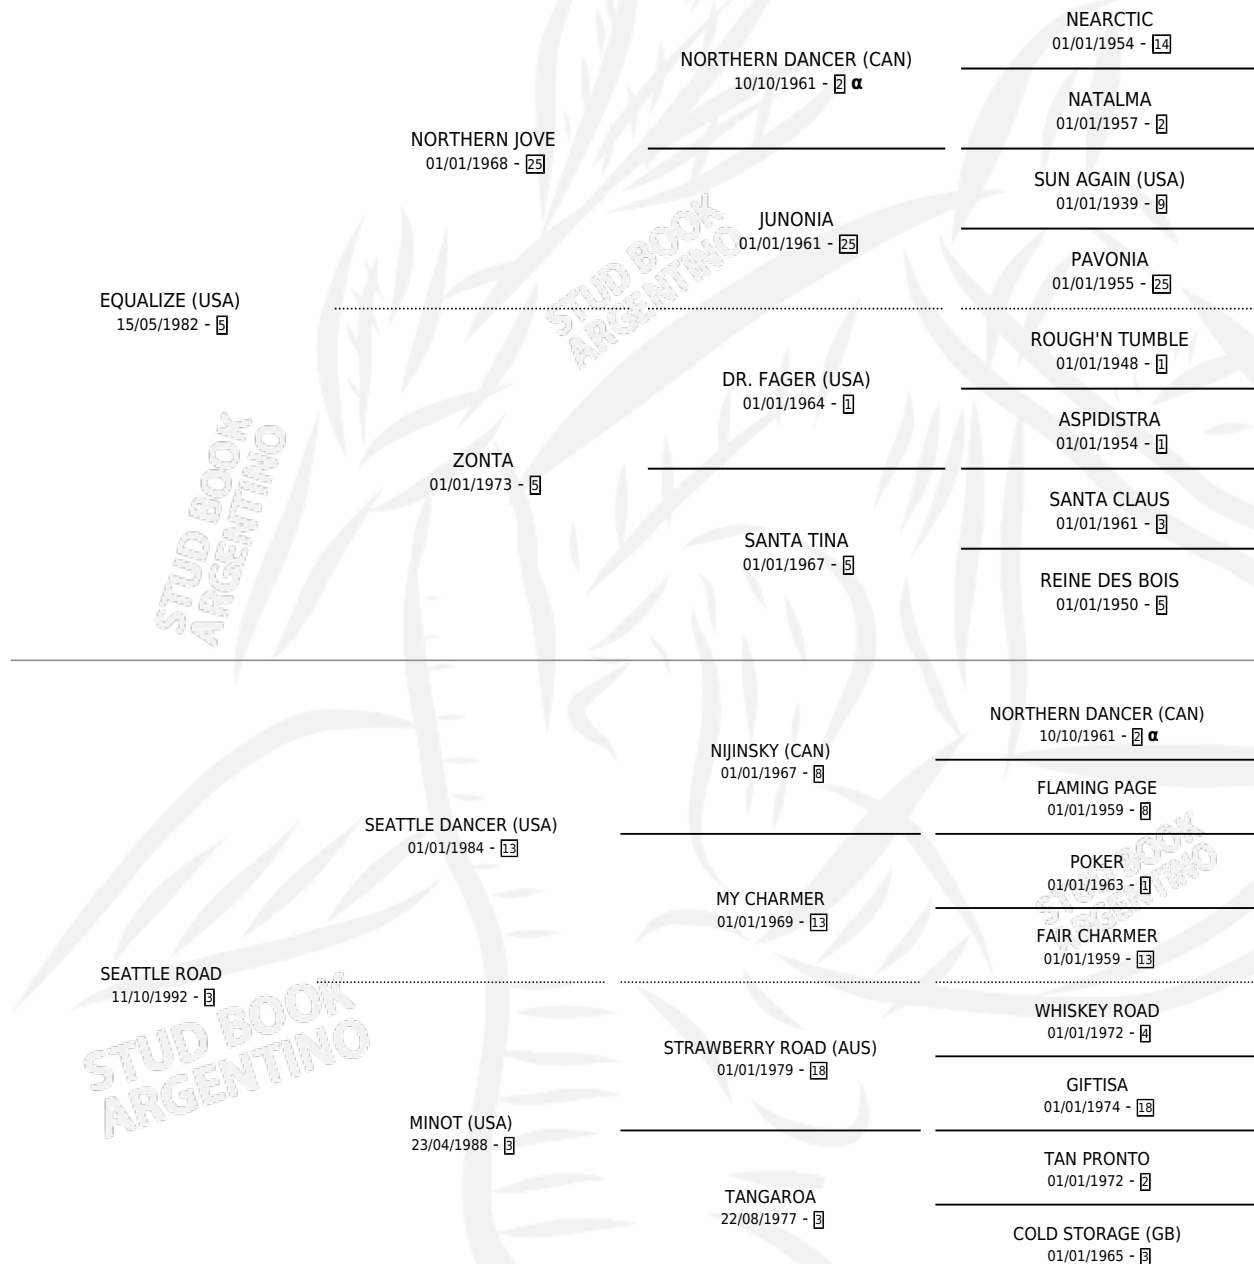 NEARCTIC
01/01/1954 - 14
NORTHERN DANCER (CAN)
10/10/1961 - 2 α
NATALMA
01/01/1957 - 2
NORTHERN JOVE
01/01/1968 - 25
SUN AGAIN (USA)
01/01/1939 - 9
JUNONIA
01/01/1961 - 25
PAVONIA
01/01/1955 - 25
EQUALIZE (USA)
15/05/1982 - 5
ROUGH'N TUMBLE
01/01/1948 - 1
DR. FAGER (USA)
01/01/1964 - 1
ASPIDISTRA
01/01/1954 - 1
ZONTA
01/01/1973 - 5
SANTA CLAUS
01/01/1961 - 3
SANTA TINA
01/01/1967 - 5
REINE DES BOIS
01/01/1950 - 5
NORTHERN DANCER (CAN)
10/10/1961 - 2 α
NIJINSKY (CAN)
01/01/1967 - 8
FLAMING PAGE
01/01/1959 - 8
SEATTLE DANCER (USA)
01/01/1984 - 13
POKER
01/01/1963 - 1
MY CHARMER
01/01/1969 - 13
FAIR CHARMER
01/01/1959 - 13
SEATTLE ROAD
11/10/1992 - 3
WHISKEY ROAD
01/01/1972 - 4
STRAWBERRY ROAD (AUS)
01/01/1979 - 18
GIFTISA
01/01/1974 - 18
MINOT (USA)
23/04/1988 - 3
TAN PRONTO
01/01/1972 - 2
TANGAROA
22/08/1977 - 3
COLD STORAGE (GB)
01/01/1965 - 3
STUD BOOK
ARGENTINO
STUD BOOK
ARGENTINO
STUD BOOK
ARGENTINO
STUD BOOK
ARGENTINO